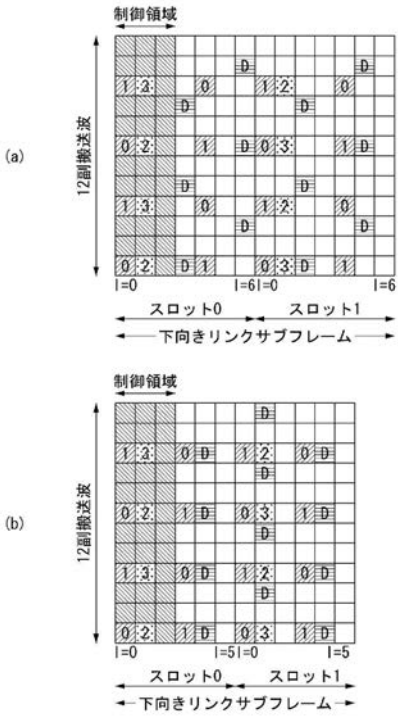 制御領域
(a)
12副搬送波
D D
1 3 0 1 2 0
D D
0 2 1 D 0 3 1 D
D D
1 3 0 1 2 0
D D
0 2 D 1 0 3 D 1
l=0 l=6 l=0 l=6
スロット0 スロット1
下向きリンクサブフレーム
制御領域
(b)
12副搬送波
D
1 3 0 D 1 2 0 D
D
0 2 1 D 0 3 1 D
D
1 3 0 D 1 2 0 D
D
0 2 1 D 0 3 1 D
l=0 l=5 l=0 l=5
スロット0 スロット1
下向きリンクサブフレーム